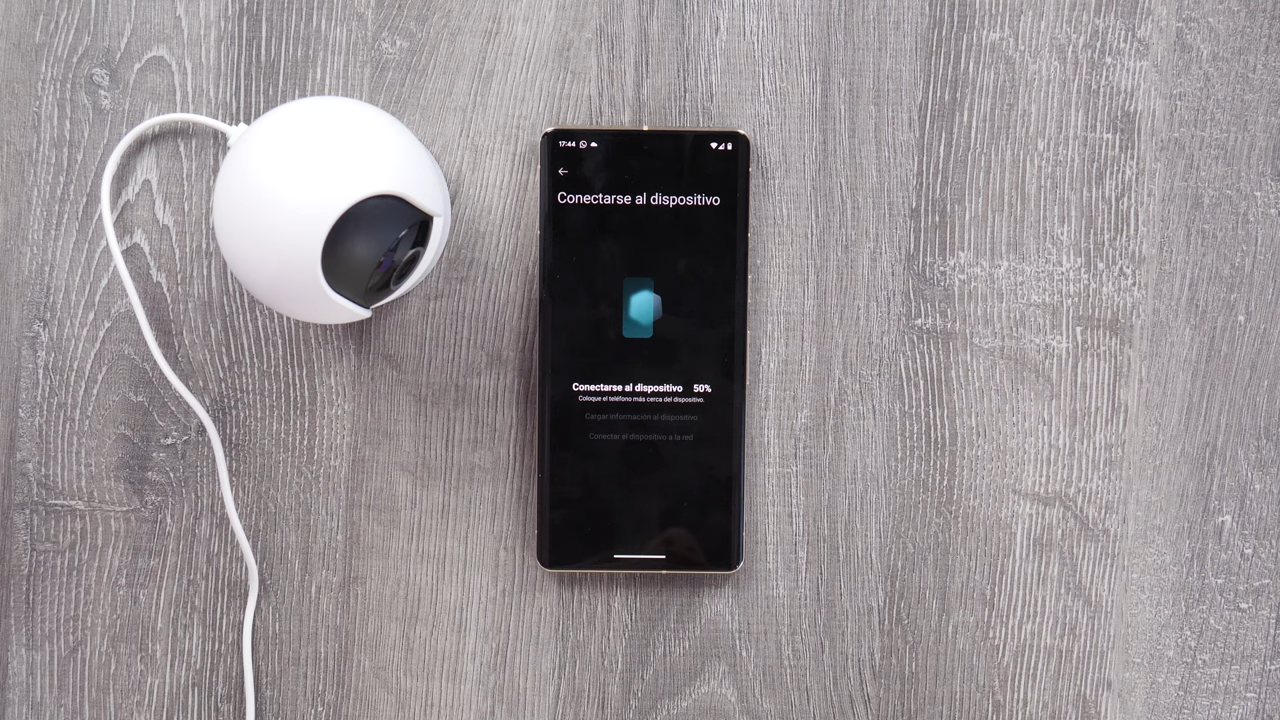 17:44
Conectarse al dispositivo
Conectarse al dispositivo 50%
Coloque el teléfono más cerca del dispositivo.
Cargar información al dispositivo
Conectar el dispositivo a la red